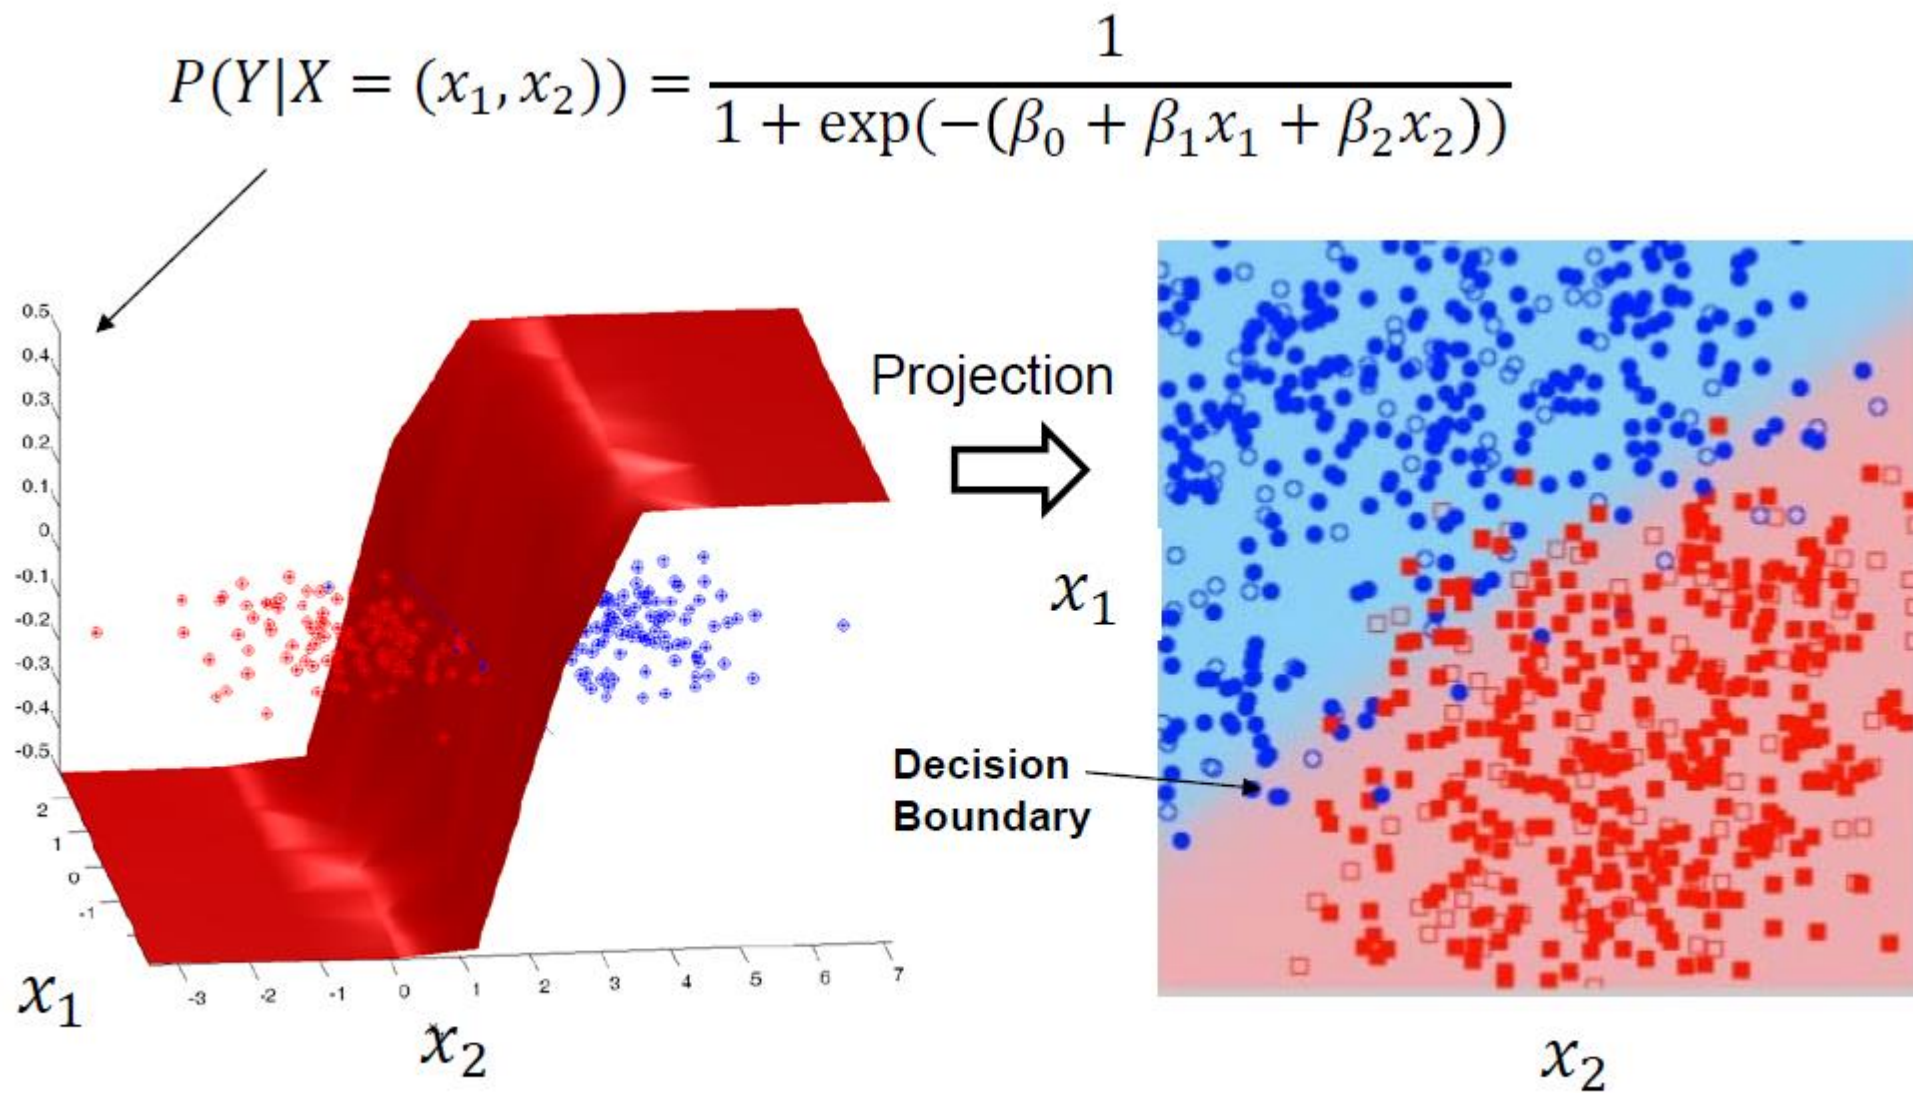 P(Y|X = (x₁, x₂)) = 1 / (1 + exp(−(β₀ + β₁x₁ + β₂x₂)))
0.5
0.4
0.3
0.2
0.1
0
-0.1
-0.2
-0.3
-0.4
-0.5
2
1
0
-1
-3 -2 -1 0 1 2 3 4 5 6 7
x₁
x₂
Projection
x₁
Decision
Boundary
x₂